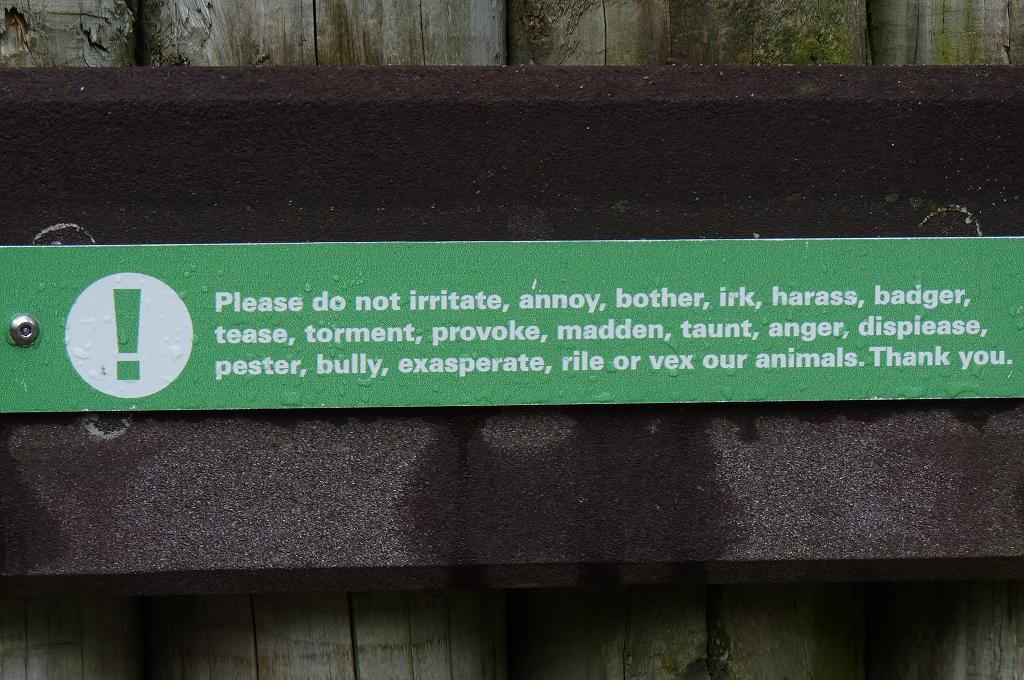 !
Please do not irritate, annoy, bother, irk, harass, badger,
tease, torment, provoke, madden, taunt, anger, dispiease,
pester, bully, exasperate, rile or vex our animals. Thank you.